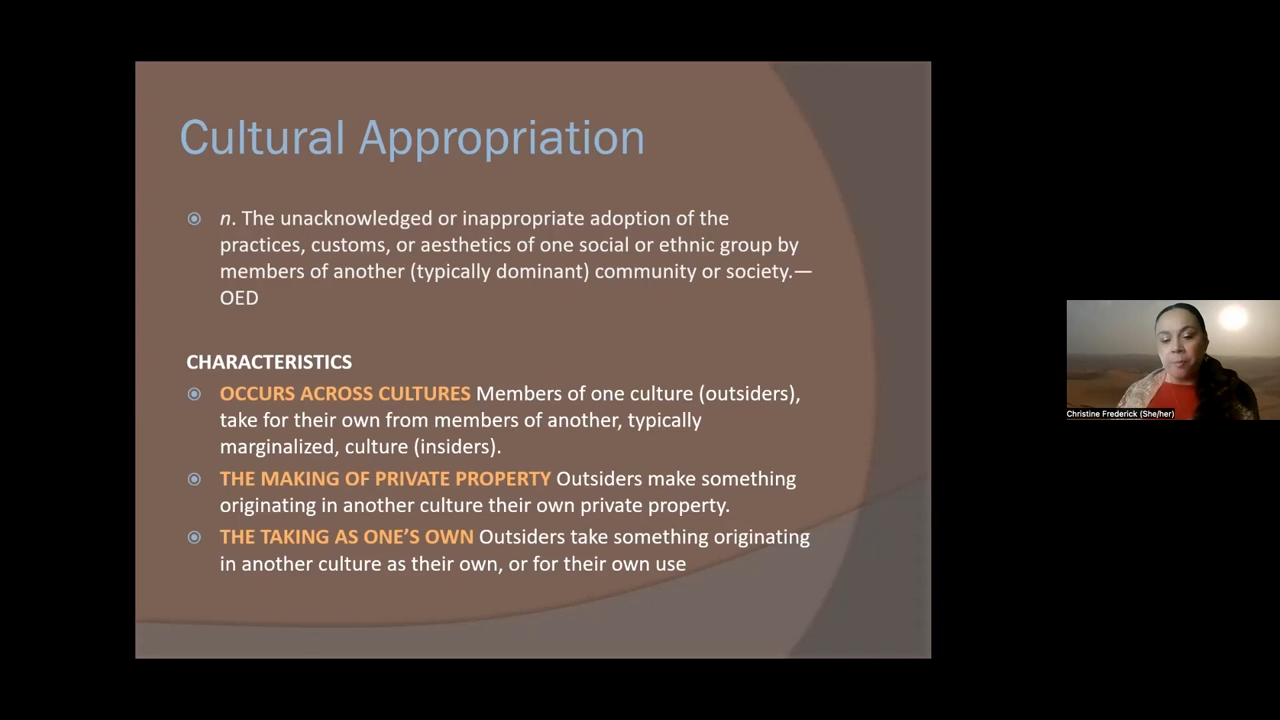 Cultural Appropriation
n. The unacknowledged or inappropriate adoption of the
practices, customs, or aesthetics of one social or ethnic group by
members of another (typically dominant) community or society.—
OED
CHARACTERISTICS
OCCURS ACROSS CULTURES Members of one culture (outsiders),
take for their own from members of another, typically
marginalized, culture (insiders).
THE MAKING OF PRIVATE PROPERTY Outsiders make something
originating in another culture their own private property.
THE TAKING AS ONE’S OWN Outsiders take something originating
in another culture as their own, or for their own use
Christine Frederick (She/her)